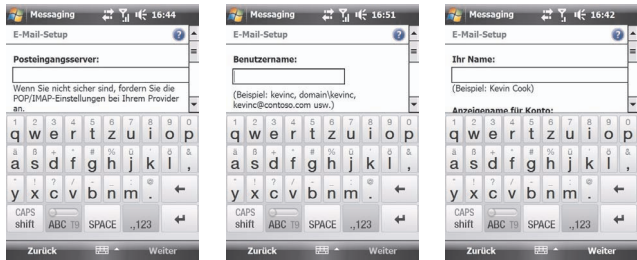 Messaging 16:44
E-Mail-Setup
Posteingangsserver:
Wenn Sie nicht sicher sind, fordern Sie die
POP/IMAP-Einstellungen bei Ihrem Provider
an.
q w e r t z u i o p
a s d f g h j k l ,
y x c v b n m .
CAPS
shift ABC T9 SPACE .,123
Zurück Weiter
Messaging 16:51
E-Mail-Setup
Benutzername:
(Beispiel: kevinc, domain\kevinc,
kevinc@contoso.com usw.)
q w e r t z u i o p
a s d f g h j k l ,
y x c v b n m .
CAPS
shift ABC T9 SPACE .,123
Zurück Weiter
Messaging 16:42
E-Mail-Setup
Ihr Name:
(Beispiel: Kevin Cook)
Anzeigename für Konto:
q w e r t z u i o p
a s d f g h j k l ,
y x c v b n m .
CAPS
shift ABC T9 SPACE .,123
Zurück Weiter